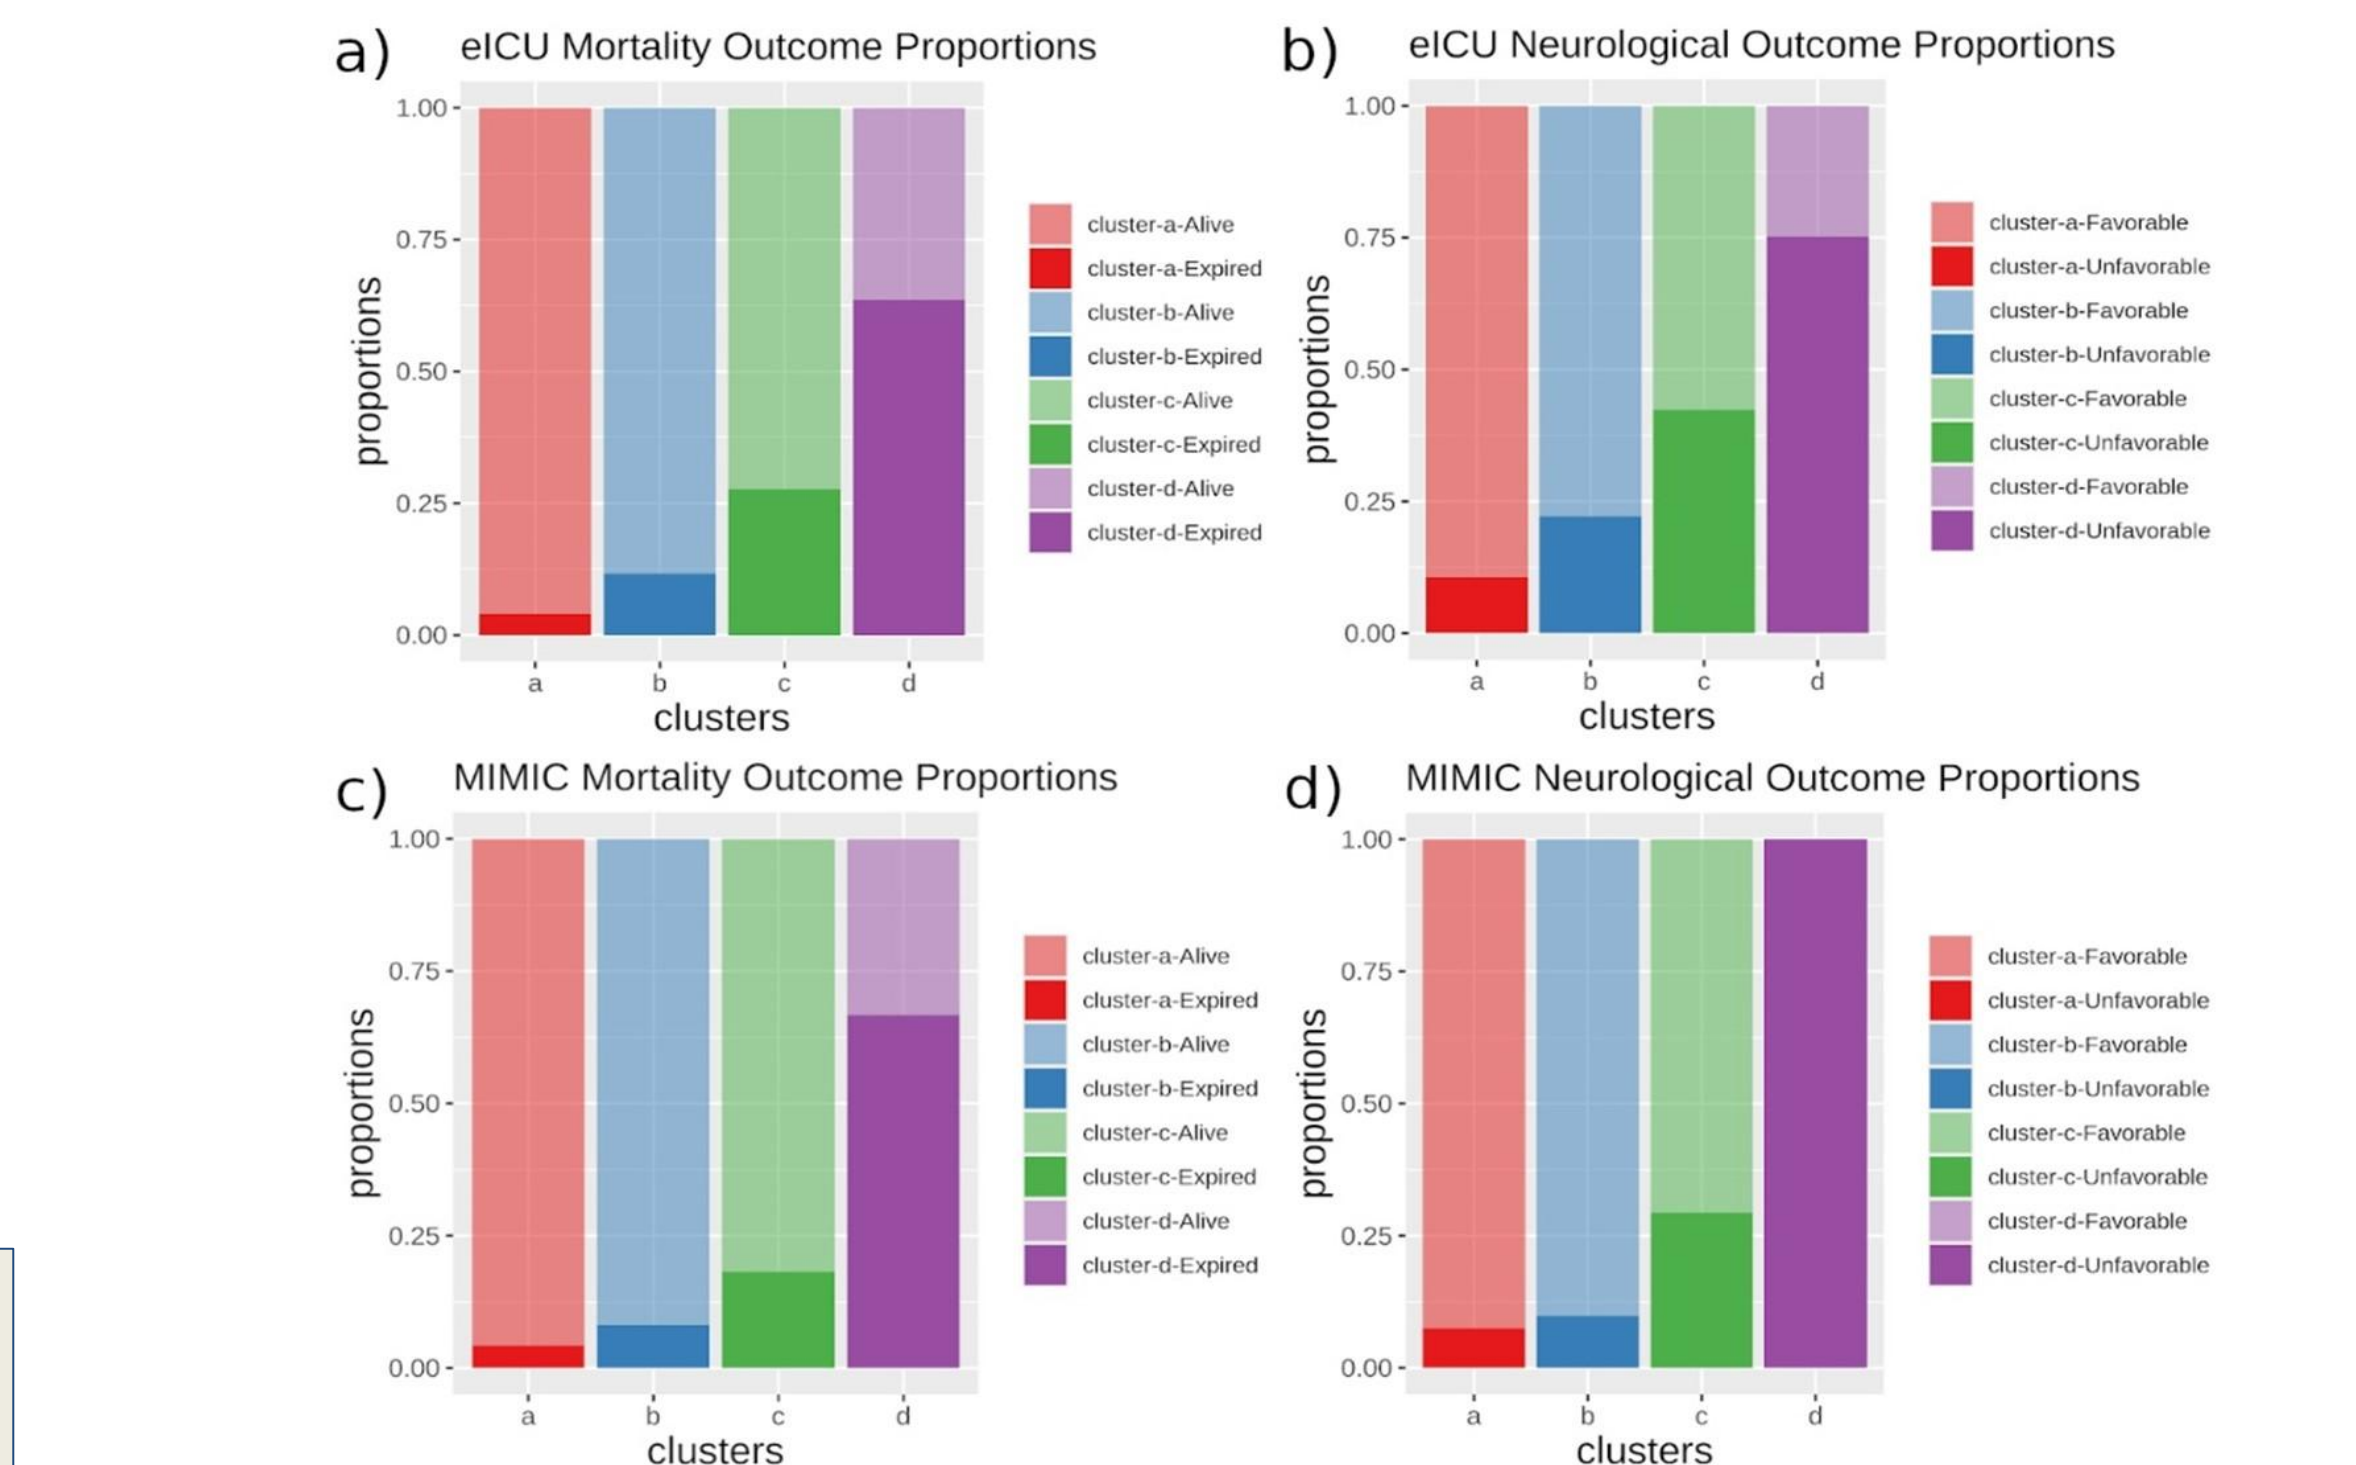 a)
eICU Mortality Outcome Proportions
1.00
0.75
0.50
0.25
0.00
proportions
a b c d
clusters
cluster-a-Alive
cluster-a-Expired
cluster-b-Alive
cluster-b-Expired
cluster-c-Alive
cluster-c-Expired
cluster-d-Alive
cluster-d-Expired
b)
eICU Neurological Outcome Proportions
1.00
0.75
0.50
0.25
0.00
proportions
a b c d
clusters
cluster-a-Favorable
cluster-a-Unfavorable
cluster-b-Favorable
cluster-b-Unfavorable
cluster-c-Favorable
cluster-c-Unfavorable
cluster-d-Favorable
cluster-d-Unfavorable
c)
MIMIC Mortality Outcome Proportions
1.00
0.75
0.50
0.25
0.00
proportions
a b c d
clusters
cluster-a-Alive
cluster-a-Expired
cluster-b-Alive
cluster-b-Expired
cluster-c-Alive
cluster-c-Expired
cluster-d-Alive
cluster-d-Expired
d)
MIMIC Neurological Outcome Proportions
1.00
0.75
0.50
0.25
0.00
proportions
a b c d
clusters
cluster-a-Favorable
cluster-a-Unfavorable
cluster-b-Favorable
cluster-b-Unfavorable
cluster-c-Favorable
cluster-c-Unfavorable
cluster-d-Favorable
cluster-d-Unfavorable